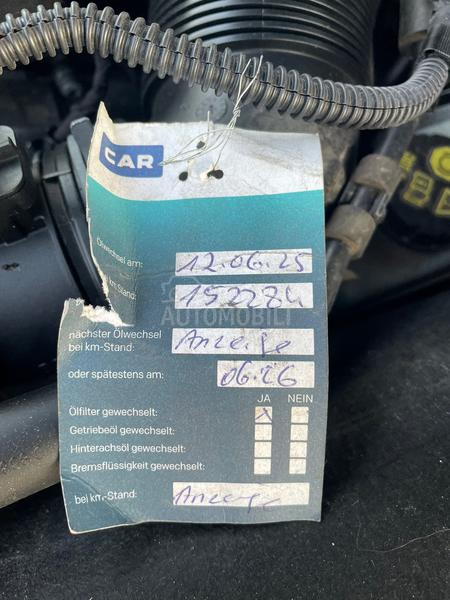 CAR
Ölwechsel am: 12.06.25
km-Stand: 152284
AUTOMOBILI
nächster Ölwechsel
bei km-Stand: Anzeige
oder spätestens am: 06.26
JA NEIN
Ölfilter gewechselt: x
Getriebeöl gewechselt:
Hinterachsöl gewechselt:
Bremsflüssigkeit gewechselt:
bei km-Stand: Anzeige